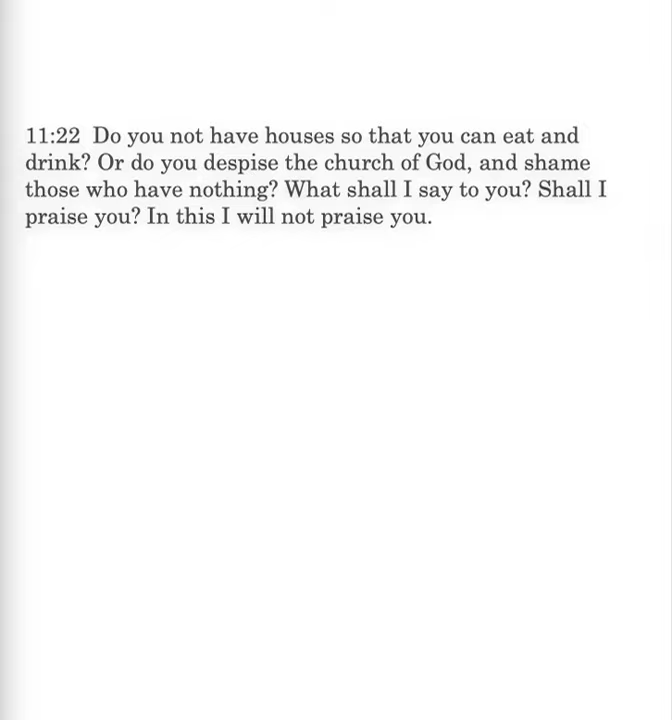 11:22 Do you not have houses so that you can eat and
drink? Or do you despise the church of God, and shame
those who have nothing? What shall I say to you? Shall I
praise you? In this I will not praise you.